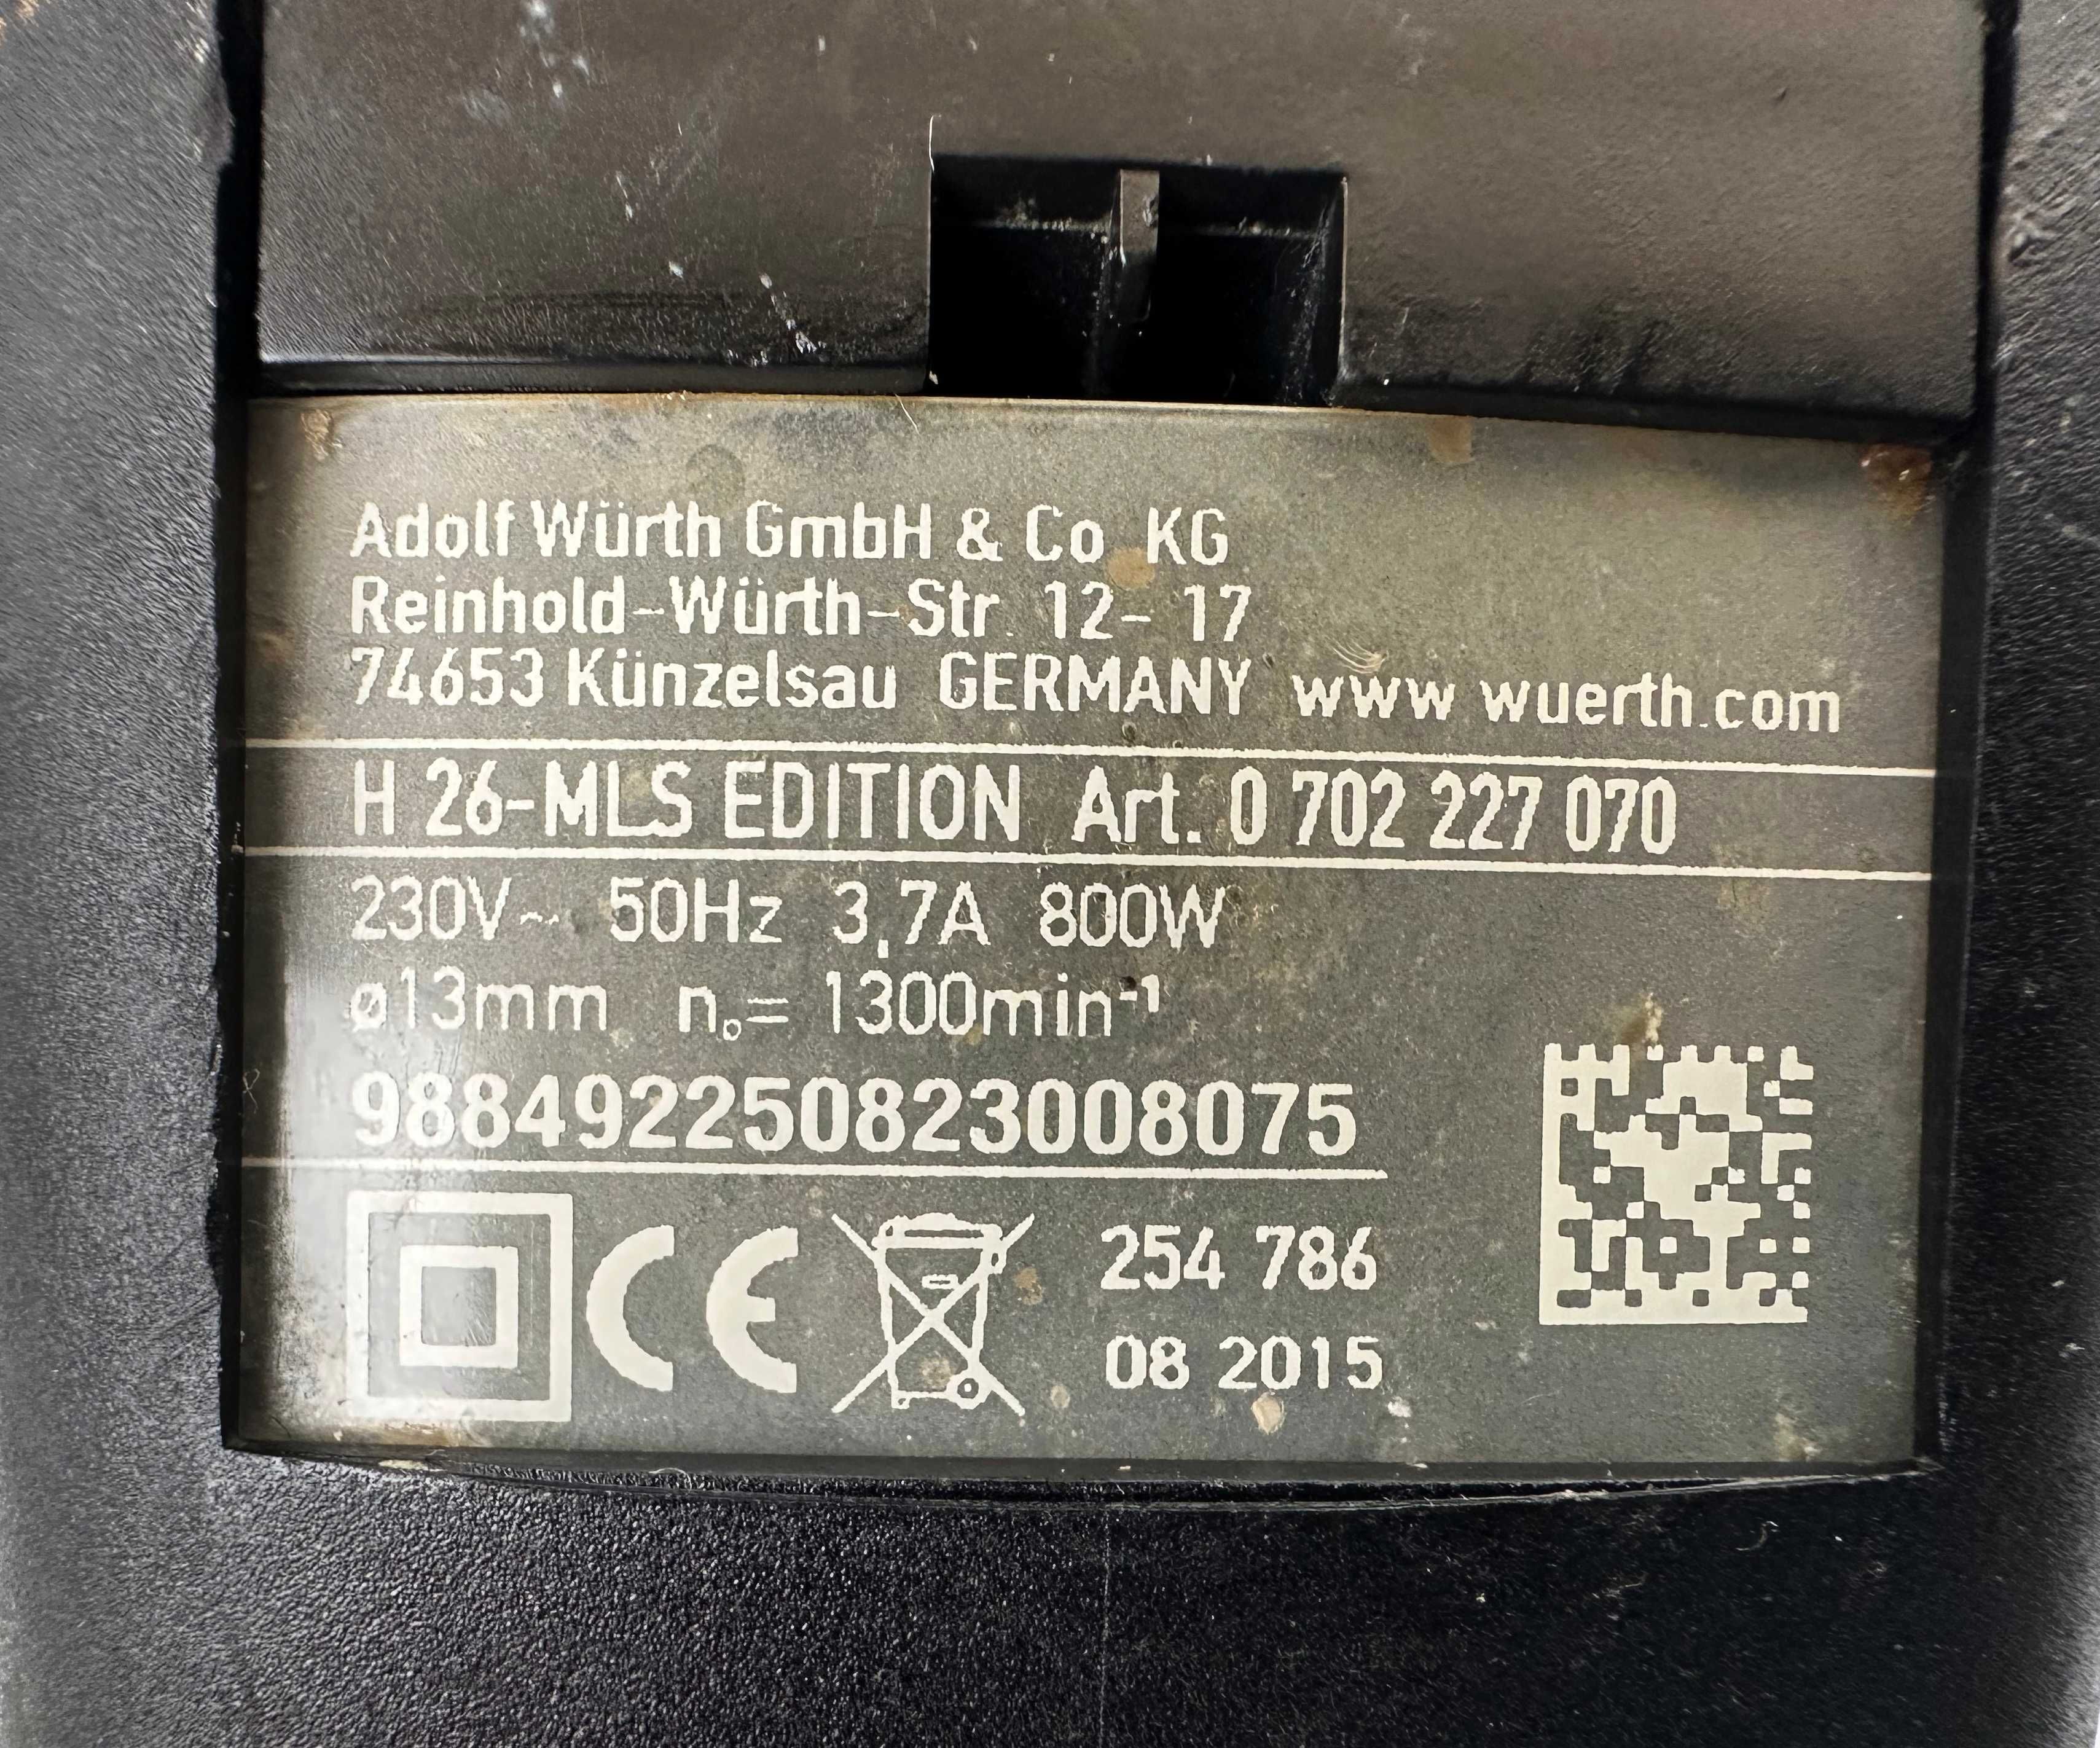 Adolf Würth GmbH & Co KG
Reinhold-Würth-Str. 12- 17
74653 Künzelsau GERMANY www wuerth.com
H 26-MLS EDITION Art. 0 702 227 070
230V~ 50Hz 3,7A 800W
ø13mm n₀= 1300min⁻¹
9884922508230080​75
CE
254 786
08 2015